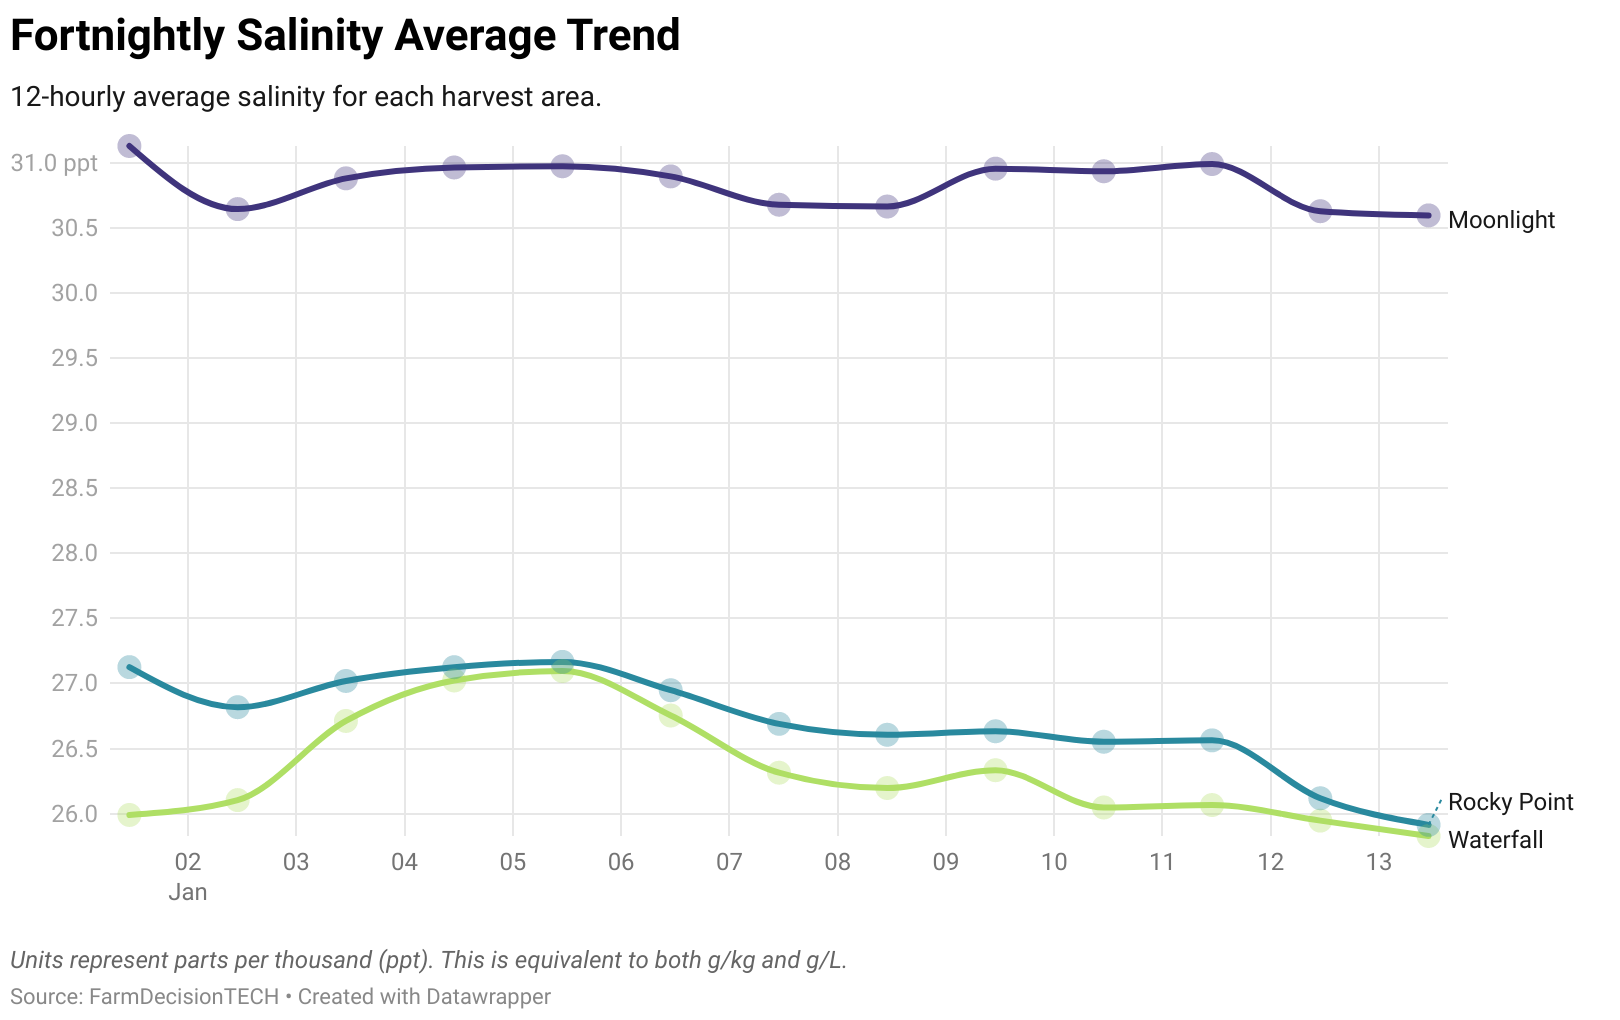 Fortnightly Salinity Average Trend
12-hourly average salinity for each harvest area.
31.0 ppt
30.5
30.0
29.5
29.0
28.5
28.0
27.5
27.0
26.5
26.0
Moonlight
Rocky Point
Waterfall
02 03 04 05 06 07 08 09 10 11 12 13
Jan
Units represent parts per thousand (ppt). This is equivalent to both g/kg and g/L.
Source: FarmDecisionTECH • Created with Datawrapper